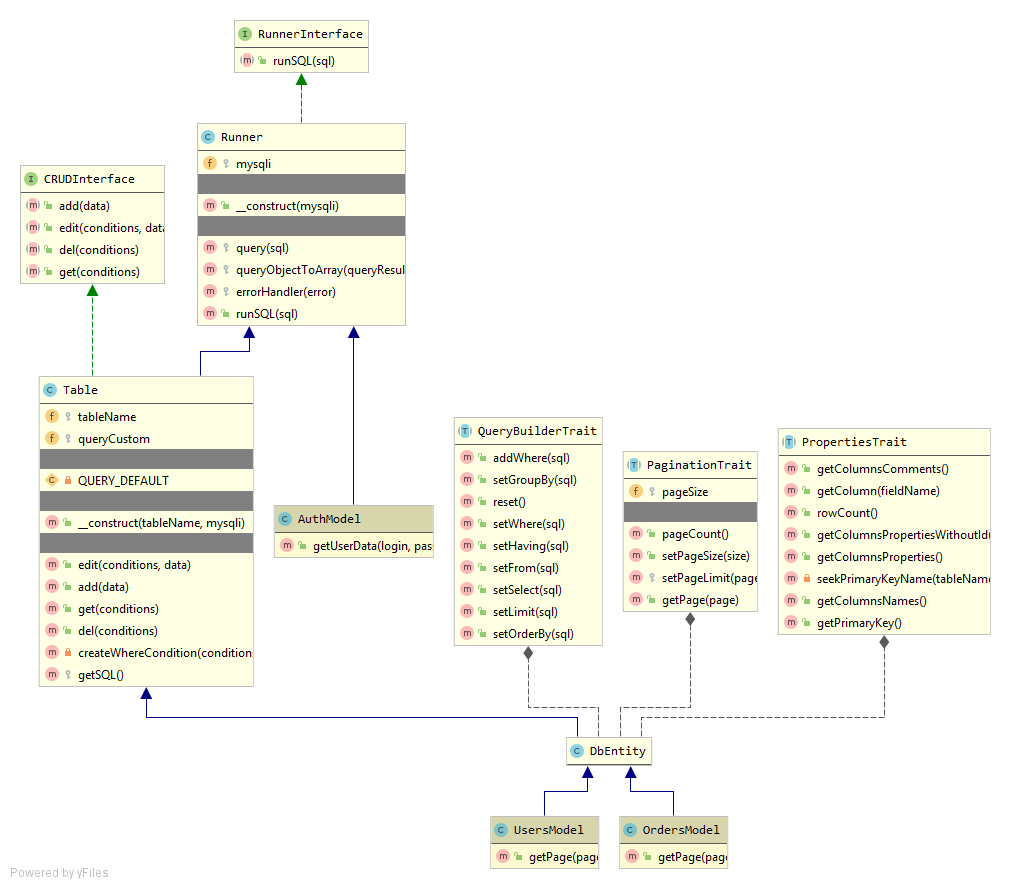 RunnerInterface
runSQL(sql)
Runner
mysqli
__construct(mysqli)
query(sql)
queryObjectToArray(queryResul
errorHandler(error)
runSQL(sql)
CRUDInterface
add(data)
edit(conditions, data
del(conditions)
get(conditions)
Table
tableName
queryCustom
QUERY_DEFAULT
__construct(tableName, mysqli)
edit(conditions, data)
add(data)
get(conditions)
del(conditions)
createWhereCondition(conditions
getSQL()
AuthModel
getUserData(login, pas
QueryBuilderTrait
addWhere(sql)
setGroupBy(sql)
reset()
setWhere(sql)
setHaving(sql)
setFrom(sql)
setSelect(sql)
setLimit(sql)
setOrderBy(sql)
PaginationTrait
pageSize
pageCount()
setPageSize(size)
setPageLimit(page
getPage(page)
PropertiesTrait
getColumnsComments()
getColumn(fieldName)
rowCount()
getColumnsPropertiesWithoutId(
getColumnsProperties()
seekPrimaryKeyName(tableName
getColumnsNames()
getPrimaryKey()
DbEntity
UsersModel
getPage(page
OrdersModel
getPage(page
Powered by yFiles